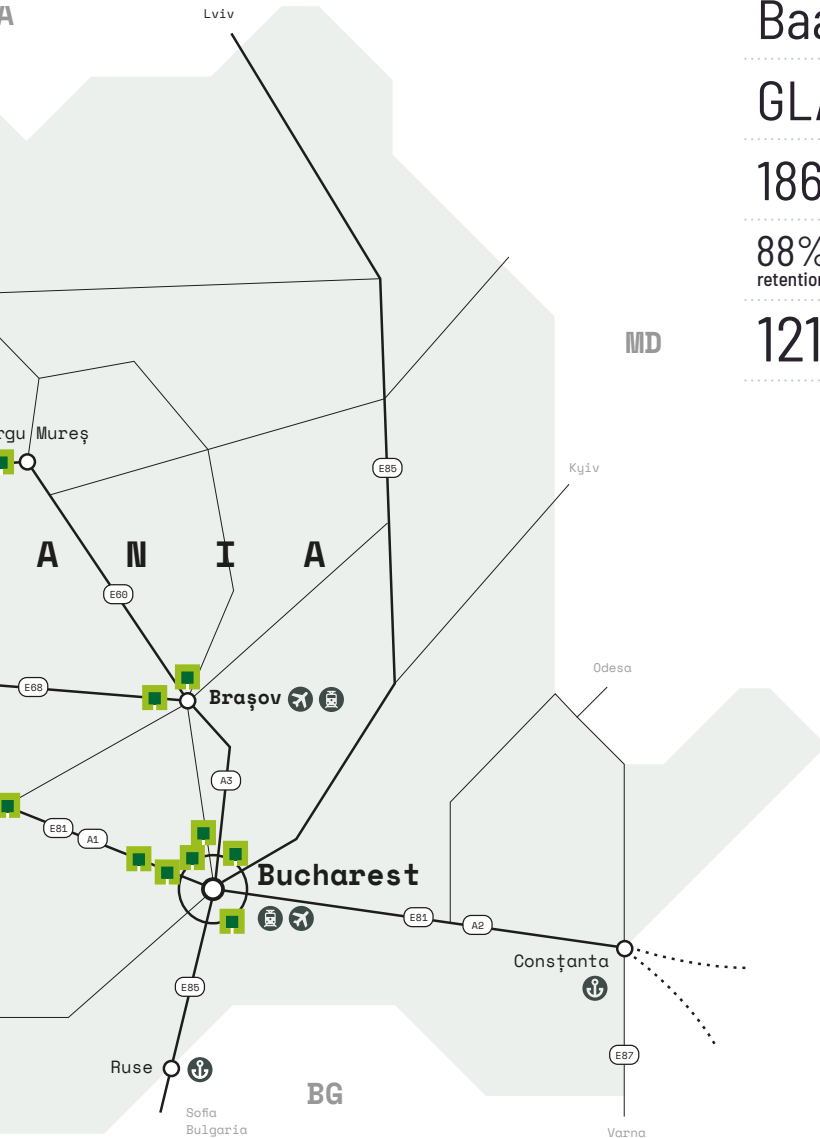 A
Lviv
Baa
GLA
186
88%
retention
MD
121
rgu Mureș
E85
Kyiv
A N I A
E60
Odesa
E68
Brașov
A3
E81
A1
Bucharest
E81
A2
Constanța
E85
E87
Ruse
BG
Sofia
Bulgaria
Varna